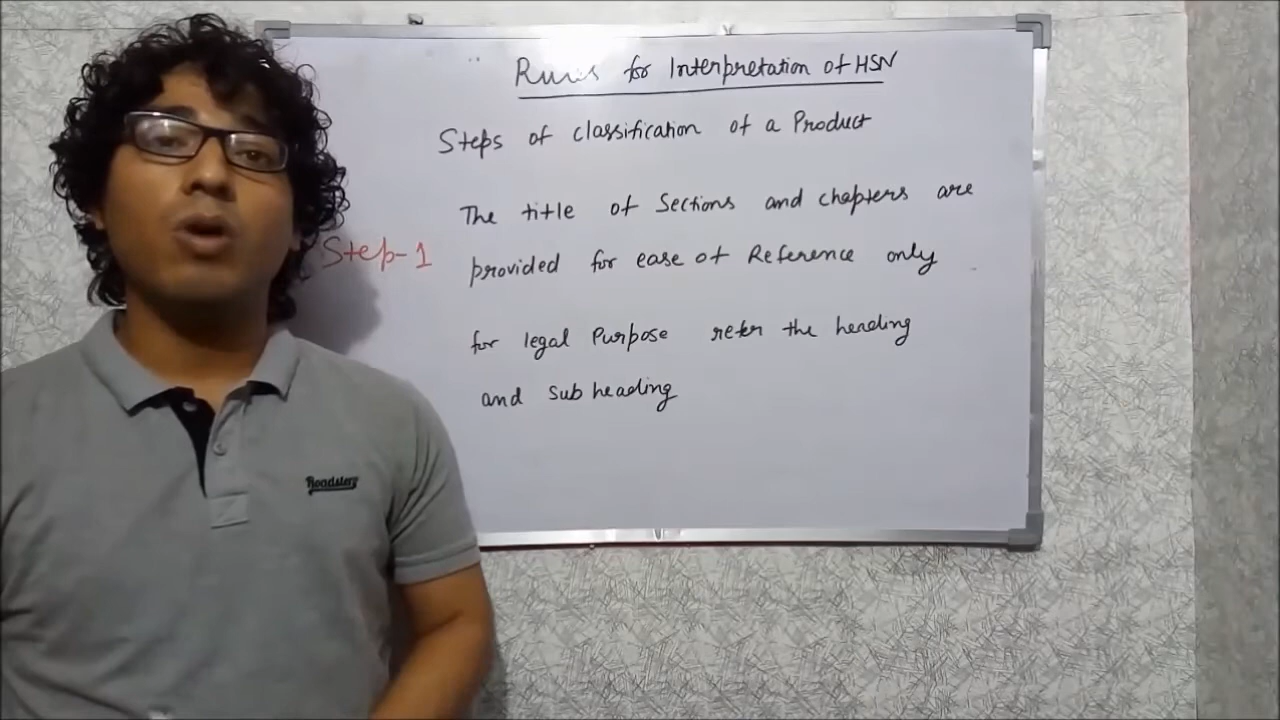 Rules for Interpretation of HSN
Steps of classification of a Product
The title of Sections and chapters are
Step-1
provided for ease of Reference only
for legal Purpose refer the heading
and sub heading
Roadster